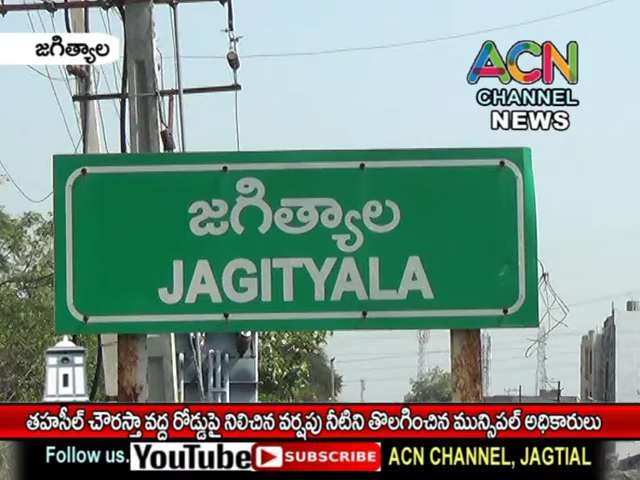 జగిత్యాల
ACN
CHANNEL
NEWS
జగిత్యాల
JAGITYALA
తహసీల్ చౌరస్తా వద్ద రోడ్డుపై నిలిచిన వర్షపు నీటిని తొలగించిన మున్సిపల్ అధికారులు
Follow us. YouTube SUBSCRIBE ACN CHANNEL, JAGTIAL